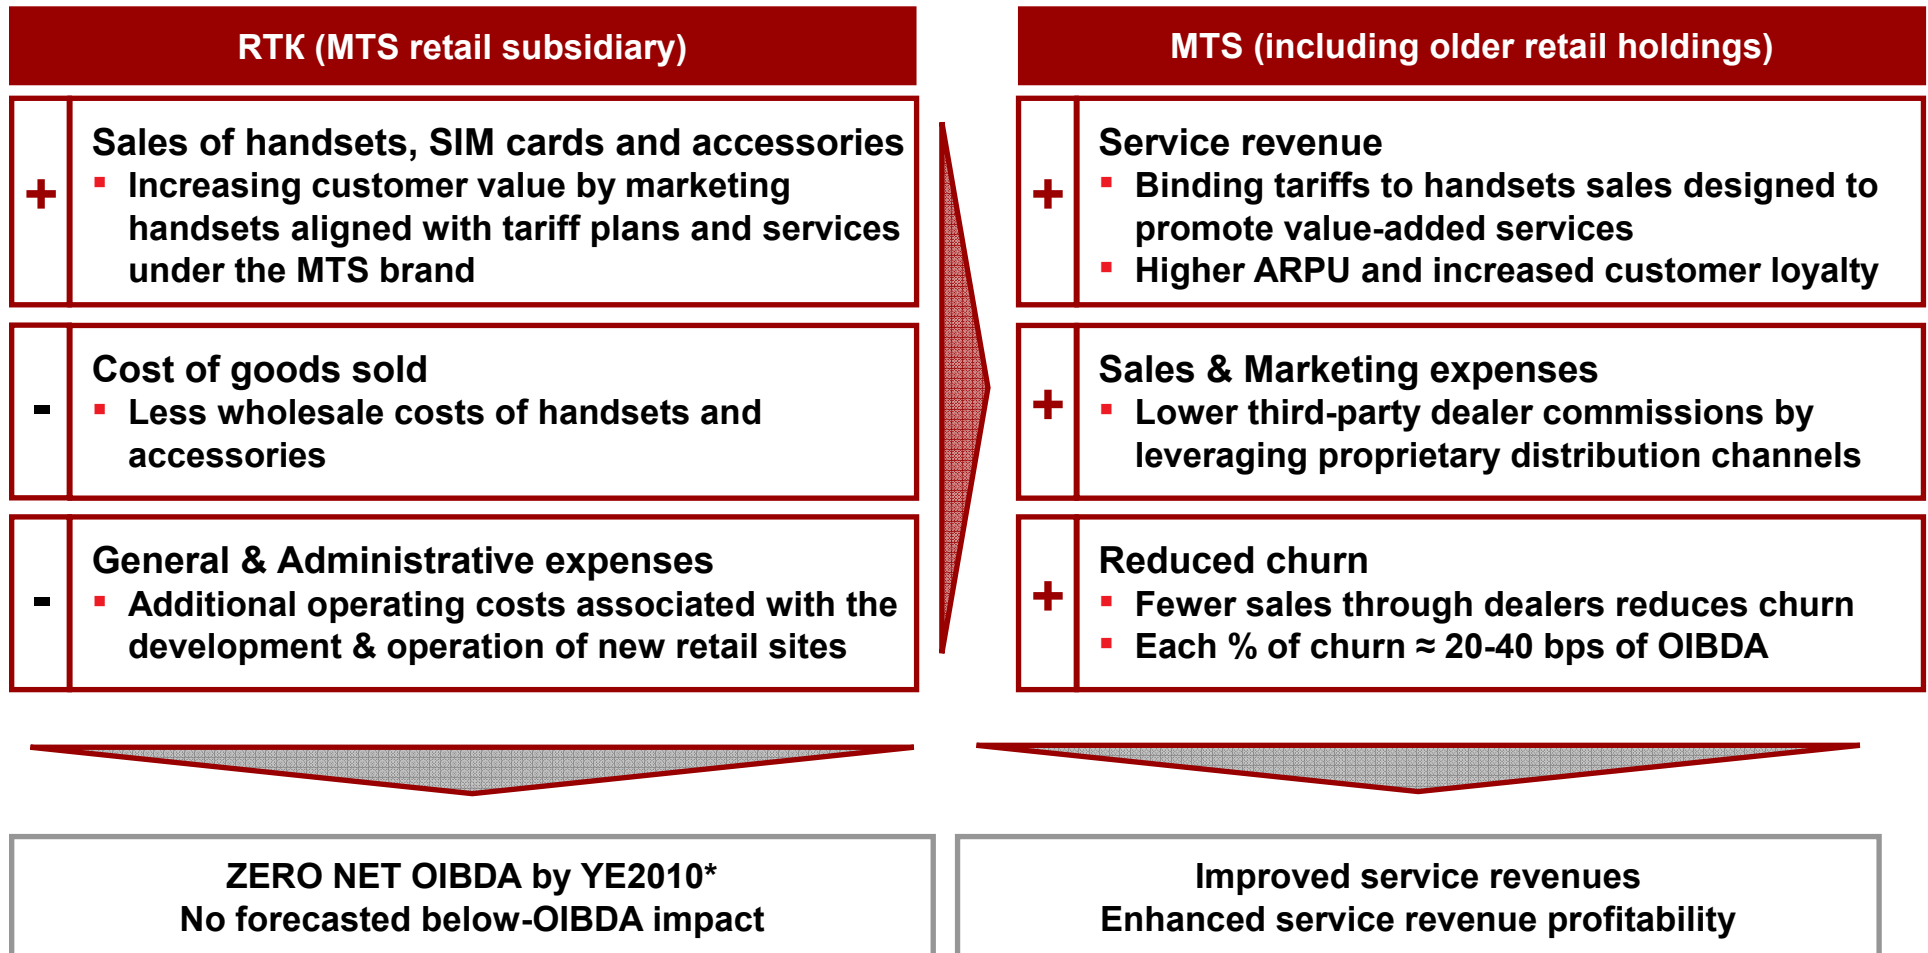 RTK (MTS retail subsidiary)
+
Sales of handsets, SIM cards and accessories
▪ Increasing customer value by marketing
handsets aligned with tariff plans and services
under the MTS brand
-
Cost of goods sold
▪ Less wholesale costs of handsets and
accessories
-
General & Administrative expenses
▪ Additional operating costs associated with the
development & operation of new retail sites
ZERO NET OIBDA by YE2010*
No forecasted below-OIBDA impact
MTS (including older retail holdings)
+
Service revenue
▪ Binding tariffs to handsets sales designed to
promote value-added services
▪ Higher ARPU and increased customer loyalty
+
Sales & Marketing expenses
▪ Lower third-party dealer commissions by
leveraging proprietary distribution channels
+
Reduced churn
▪ Fewer sales through dealers reduces churn
▪ Each % of churn ≈ 20-40 bps of OIBDA
Improved service revenues
Enhanced service revenue profitability